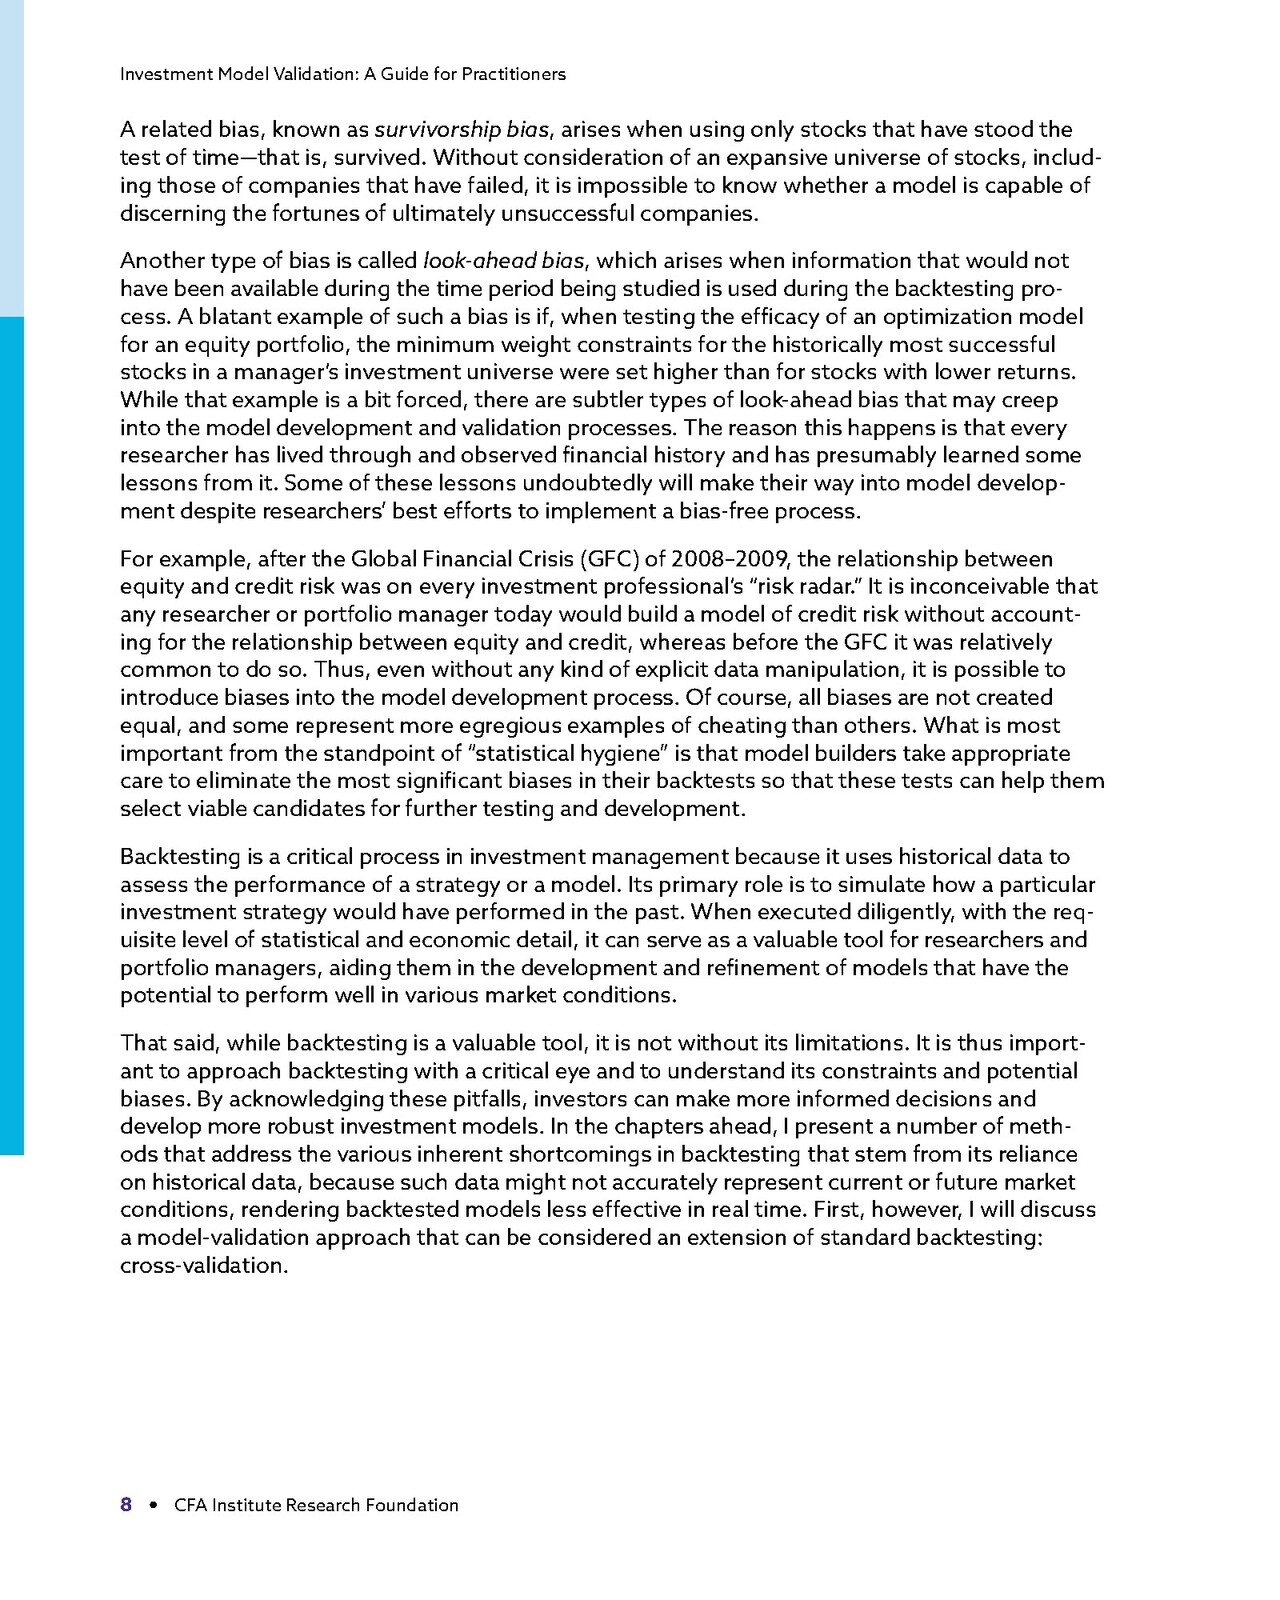 Investment Model Validation: A Guide for Practitioners
A related bias, known as survivorship bias, arises when using only stocks that have stood the
test of time—that is, survived. Without consideration of an expansive universe of stocks, includ-
ing those of companies that have failed, it is impossible to know whether a model is capable of
discerning the fortunes of ultimately unsuccessful companies.
Another type of bias is called look-ahead bias, which arises when information that would not
have been available during the time period being studied is used during the backtesting pro-
cess. A blatant example of such a bias is if, when testing the efficacy of an optimization model
for an equity portfolio, the minimum weight constraints for the historically most successful
stocks in a manager’s investment universe were set higher than for stocks with lower returns.
While that example is a bit forced, there are subtler types of look-ahead bias that may creep
into the model development and validation processes. The reason this happens is that every
researcher has lived through and observed financial history and has presumably learned some
lessons from it. Some of these lessons undoubtedly will make their way into model develop-
ment despite researchers’ best efforts to implement a bias-free process.
For example, after the Global Financial Crisis (GFC) of 2008–2009, the relationship between
equity and credit risk was on every investment professional’s “risk radar.” It is inconceivable that
any researcher or portfolio manager today would build a model of credit risk without account-
ing for the relationship between equity and credit, whereas before the GFC it was relatively
common to do so. Thus, even without any kind of explicit data manipulation, it is possible to
introduce biases into the model development process. Of course, all biases are not created
equal, and some represent more egregious examples of cheating than others. What is most
important from the standpoint of “statistical hygiene” is that model builders take appropriate
care to eliminate the most significant biases in their backtests so that these tests can help them
select viable candidates for further testing and development.
Backtesting is a critical process in investment management because it uses historical data to
assess the performance of a strategy or a model. Its primary role is to simulate how a particular
investment strategy would have performed in the past. When executed diligently, with the req-
uisite level of statistical and economic detail, it can serve as a valuable tool for researchers and
portfolio managers, aiding them in the development and refinement of models that have the
potential to perform well in various market conditions.
That said, while backtesting is a valuable tool, it is not without its limitations. It is thus import-
ant to approach backtesting with a critical eye and to understand its constraints and potential
biases. By acknowledging these pitfalls, investors can make more informed decisions and
develop more robust investment models. In the chapters ahead, I present a number of meth-
ods that address the various inherent shortcomings in backtesting that stem from its reliance
on historical data, because such data might not accurately represent current or future market
conditions, rendering backtested models less effective in real time. First, however, I will discuss
a model-validation approach that can be considered an extension of standard backtesting:
cross-validation.
8 • CFA Institute Research Foundation